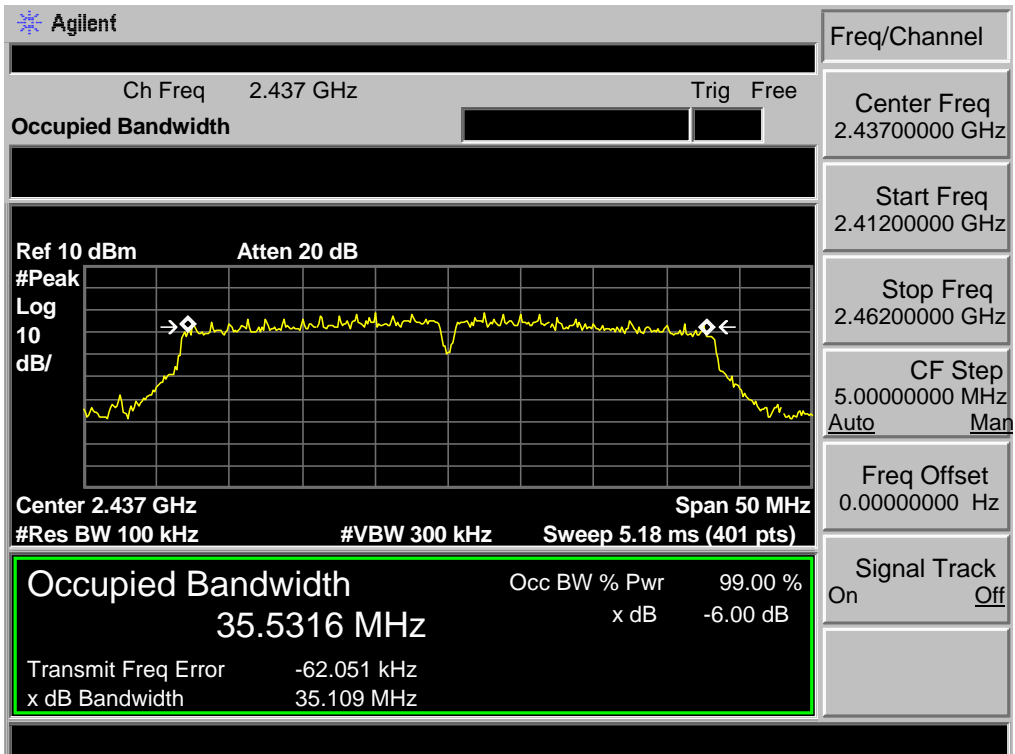 Agilent
Freq/Channel
Ch Freq 2.437 GHz Trig Free
Occupied Bandwidth
Center Freq
2.43700000 GHz
Start Freq
2.41200000 GHz
Stop Freq
2.46200000 GHz
CF Step
5.00000000 MHz
Auto Man
Freq Offset
0.00000000 Hz
Signal Track
On Off
Ref 10 dBm Atten 20 dB
#Peak
Log
10
dB/
Center 2.437 GHz Span 50 MHz
#Res BW 100 kHz #VBW 300 kHz Sweep 5.18 ms (401 pts)
Occupied Bandwidth
35.5316 MHz
Occ BW % Pwr 99.00 %
x dB -6.00 dB
Transmit Freq Error -62.051 kHz
x dB Bandwidth 35.109 MHz